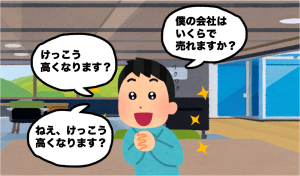 僕の会社は
いくらで
売れますか？
けっこう
高くなります？
ねえ、けっこう
高くなります？